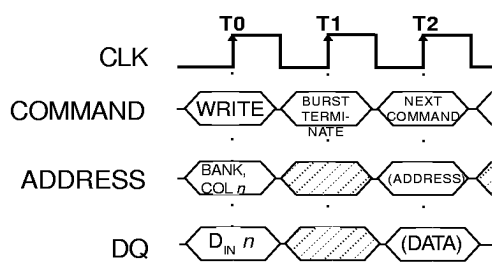 T0 T1 T2
CLK
COMMAND WRITE BURST TERMI-NATE NEXT COMMAND
ADDRESS BANK, COL n (ADDRESS)
DQ DIN n (DATA)